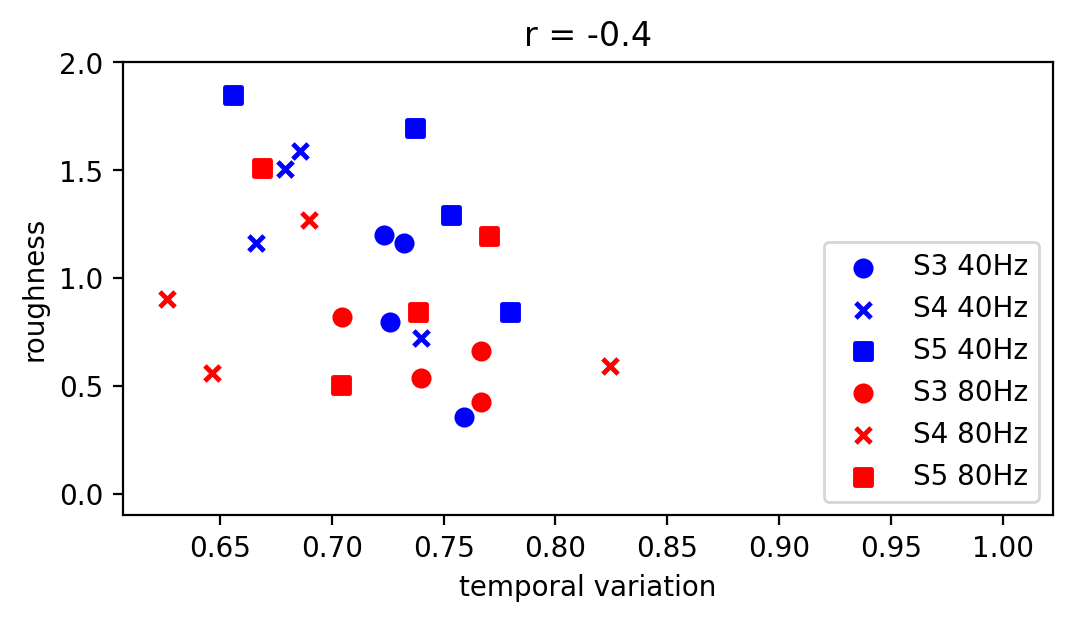 r = -0.4
roughness
2.0
1.5
1.0
0.5
0.0
0.65 0.70 0.75 0.80 0.85 0.90 0.95 1.00
temporal variation
S3 40Hz
S4 40Hz
S5 40Hz
S3 80Hz
S4 80Hz
S5 80Hz